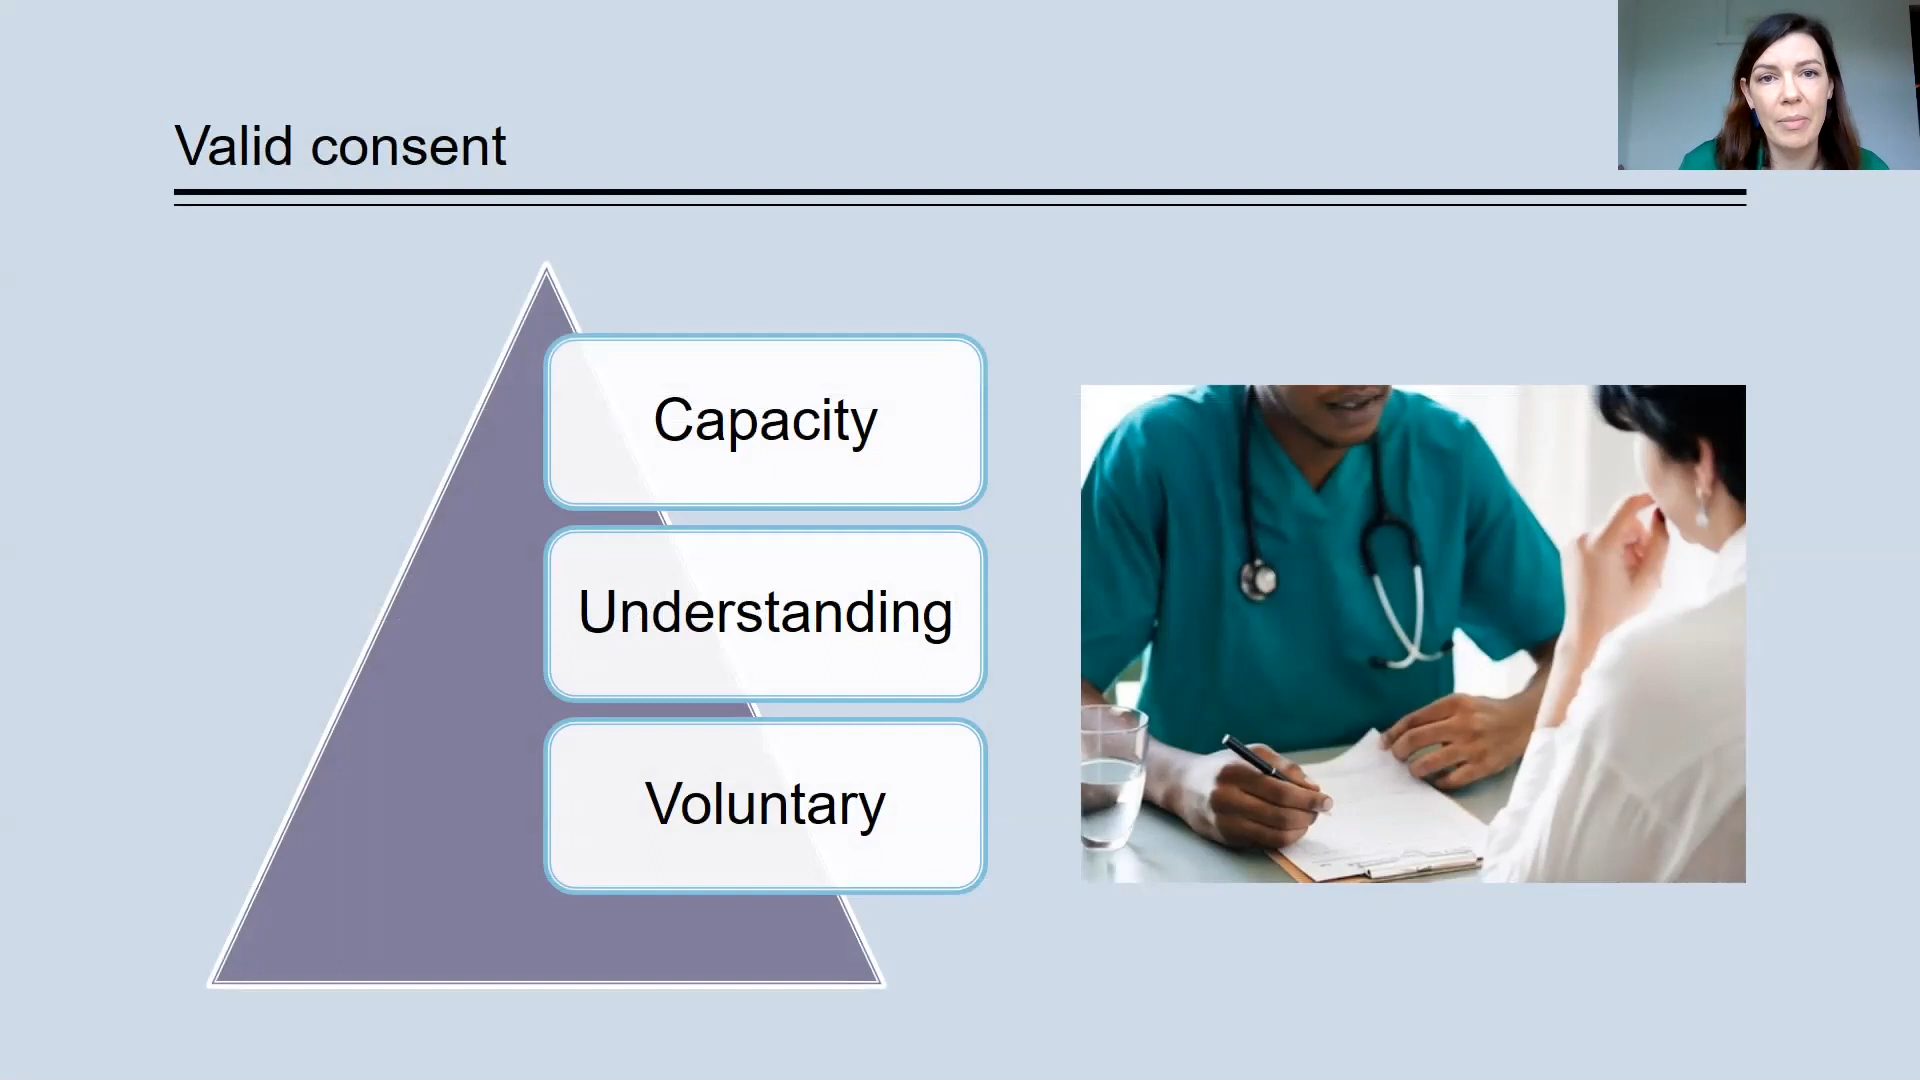 Valid consent
Capacity
Understanding
Voluntary